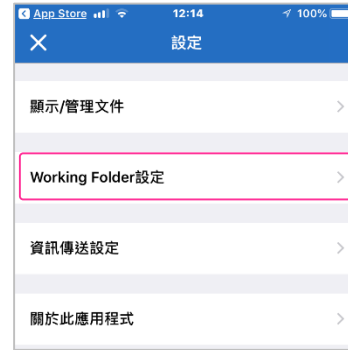 App Store 12:14 100%
設定
顯示/管理文件
Working Folder設定
資訊傳送設定
關於此應用程式